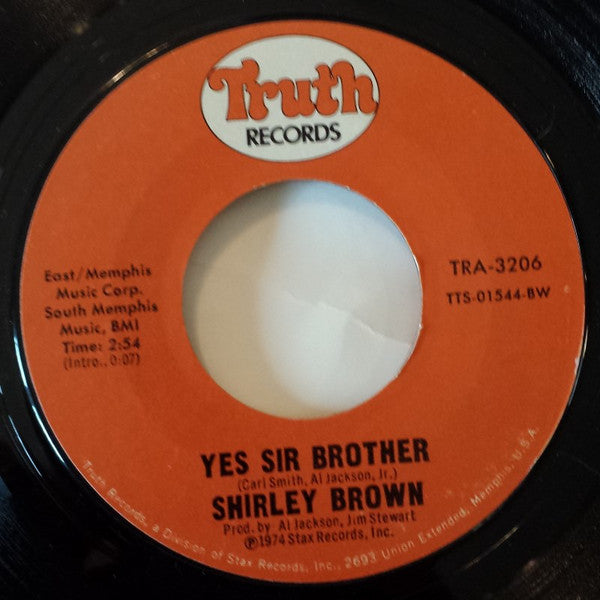 Truth
RECORDS
East/Memphis
Music Corp.
South Memphis
Music, BMI
Time: 2:54
(Intro.. 0:07)
TRA-3206
TTS-01544-BW
YES SIR BROTHER
(Carl Smith, Al Jackson, Jr.)
SHIRLEY BROWN
Prod. by Al Jackson, Jim Stewart
℗1974 Stax Records, Inc.
Truth Records, a Division of Stax Records, Inc., 2693 Union Extended, Memphis, U.S.A.